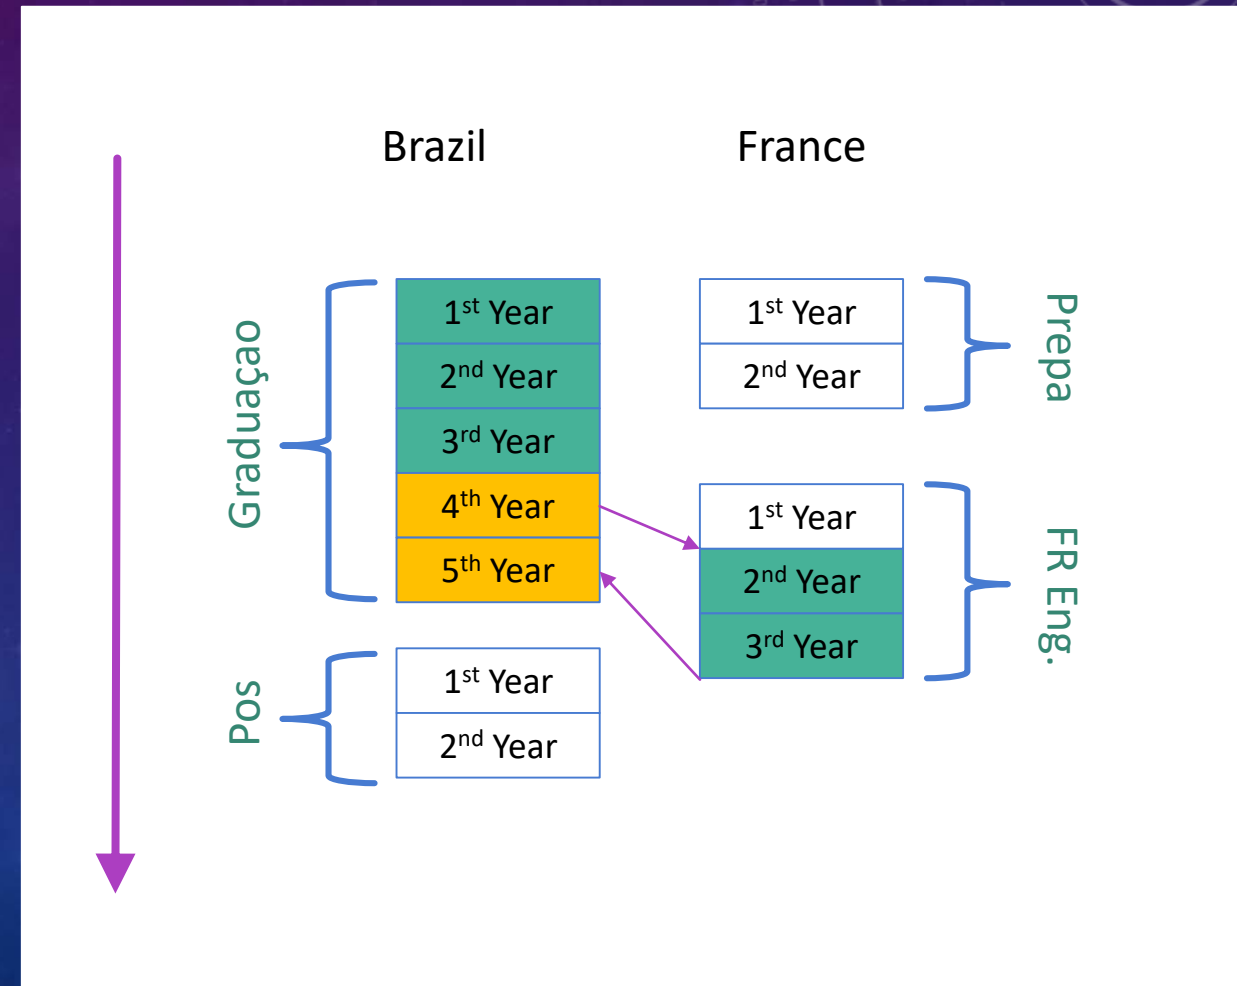 Brazil
France
Graduaçao
1st Year
2nd Year
3rd Year
4th Year
5th Year
Pos
1st Year
2nd Year
1st Year
2nd Year
Prepa
1st Year
2nd Year
3rd Year
FR Eng.